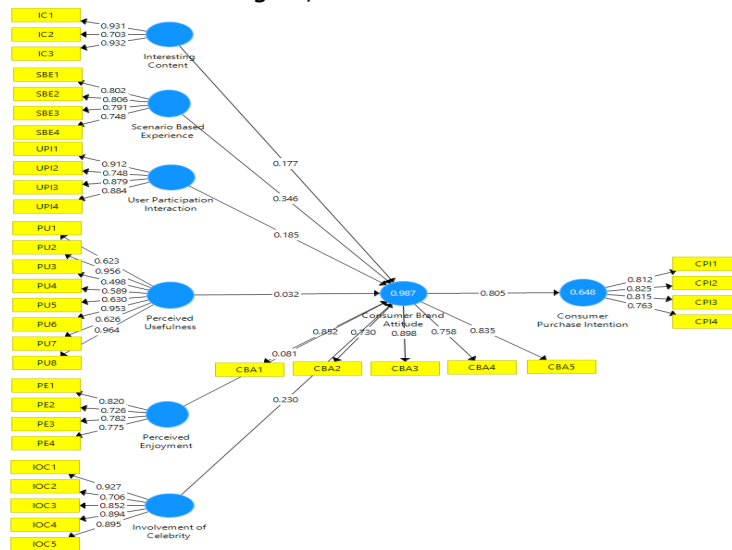 IC1
0.931
IC2
0.703
IC3
0.932
Interesting
Content
SBE1
0.802
SBE2
0.806
SBE3
0.791
SBE4
0.748
Scenario Based
Experience
UPI1
0.912
UPI2
0.748
UPI3
0.879
UPI4
0.884
User Participation
Interaction
0.177
0.346
0.185
PU1
PU2
0.623
PU3
0.956
PU4
0.498
0.589
PU5
0.630
PU6
0.953
PU7
0.626
PU8
0.964
Perceived
Usefulness
0.032
0.987
Consumer Brand
Attitude
0.805
0.648
Consumer
Purchase Intention
CPI1
0.812
CPI2
0.825
CPI3
0.815
CPI4
0.763
0.852
0.730
0.898
0.758
0.835
0.081
CBA1
CBA2
CBA3
CBA4
CBA5
0.230
PE1
0.820
PE2
0.726
PE3
0.782
PE4
0.775
Perceived
Enjoyment
IOC1
0.927
IOC2
0.706
IOC3
0.852
IOC4
0.894
IOC5
0.895
Involvement of
Celebrity